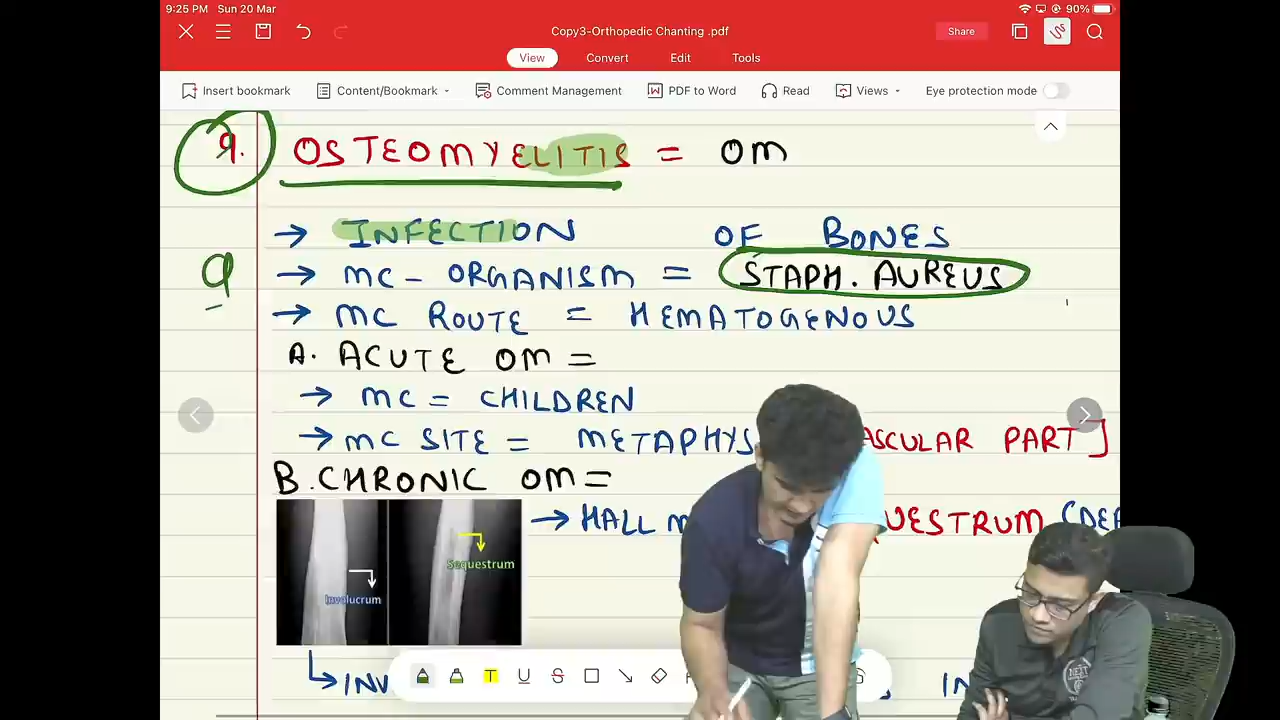 9:25 PM Sun 20 Mar
90%
Copy3-Orthopedic Chanting .pdf
Share
View Convert Edit Tools
Insert bookmark Content/Bookmark Comment Management PDF to Word Read Views Eye protection mode
9. OSTEOMYELITIS = OM
→ INFECTION OF BONES
9 → MC - ORGANISM = STAPH. AUREUS
→ MC ROUTE = HEMATOGENOUS
A. ACUTE OM =
→ MC = CHILDREN
→ MC SITE = METAPHYS ASCULAR PART]
B. CHRONIC OM =
→ HALL M UESTRUM (DEA
Sequestrum
Involucrum
INV IN
NEXT